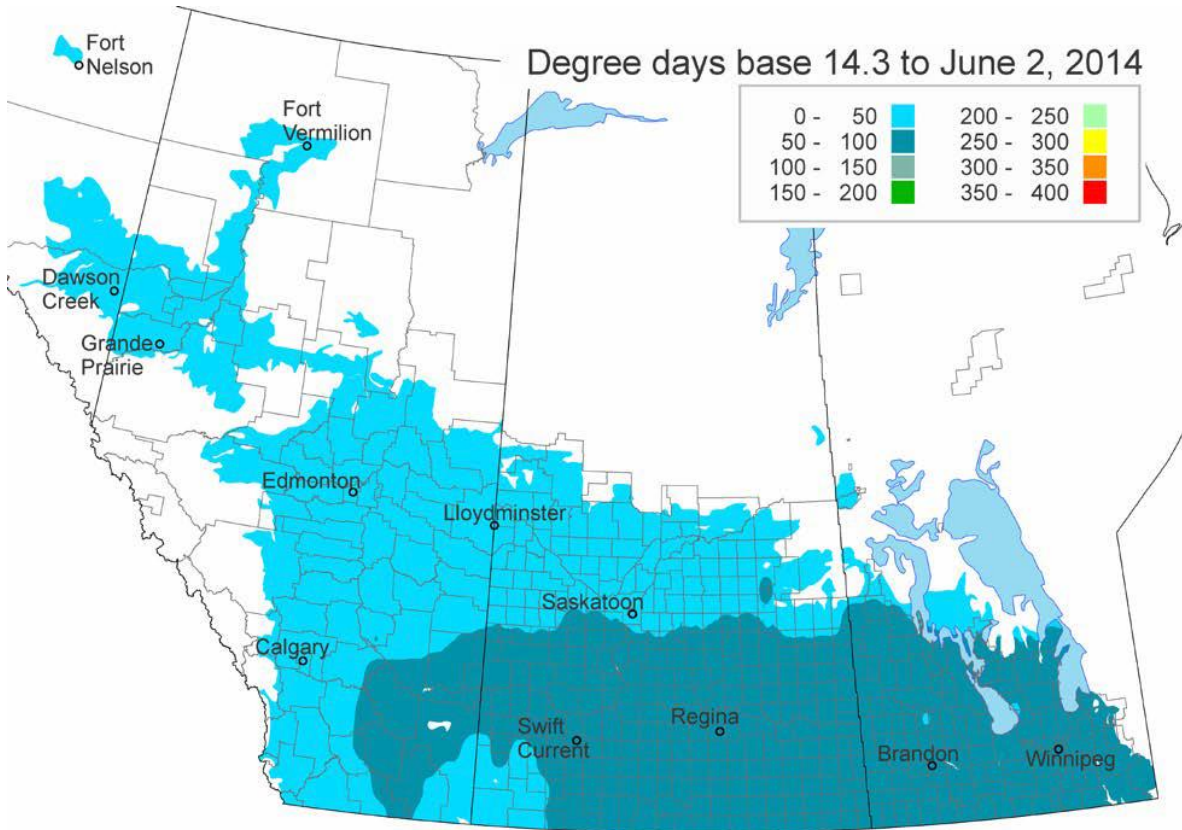 Fort
Nelson
Degree days base 14.3 to June 2, 2014
0 - 50
50 - 100
100 - 150
150 - 200
200 - 250
250 - 300
300 - 350
350 - 400
Fort
Vermilion
Dawson
Creek
Grande
Prairie
Edmonton
Lloydminster
Saskatoon
Calgary
Swift
Current
Regina
Brandon
Winnipeg